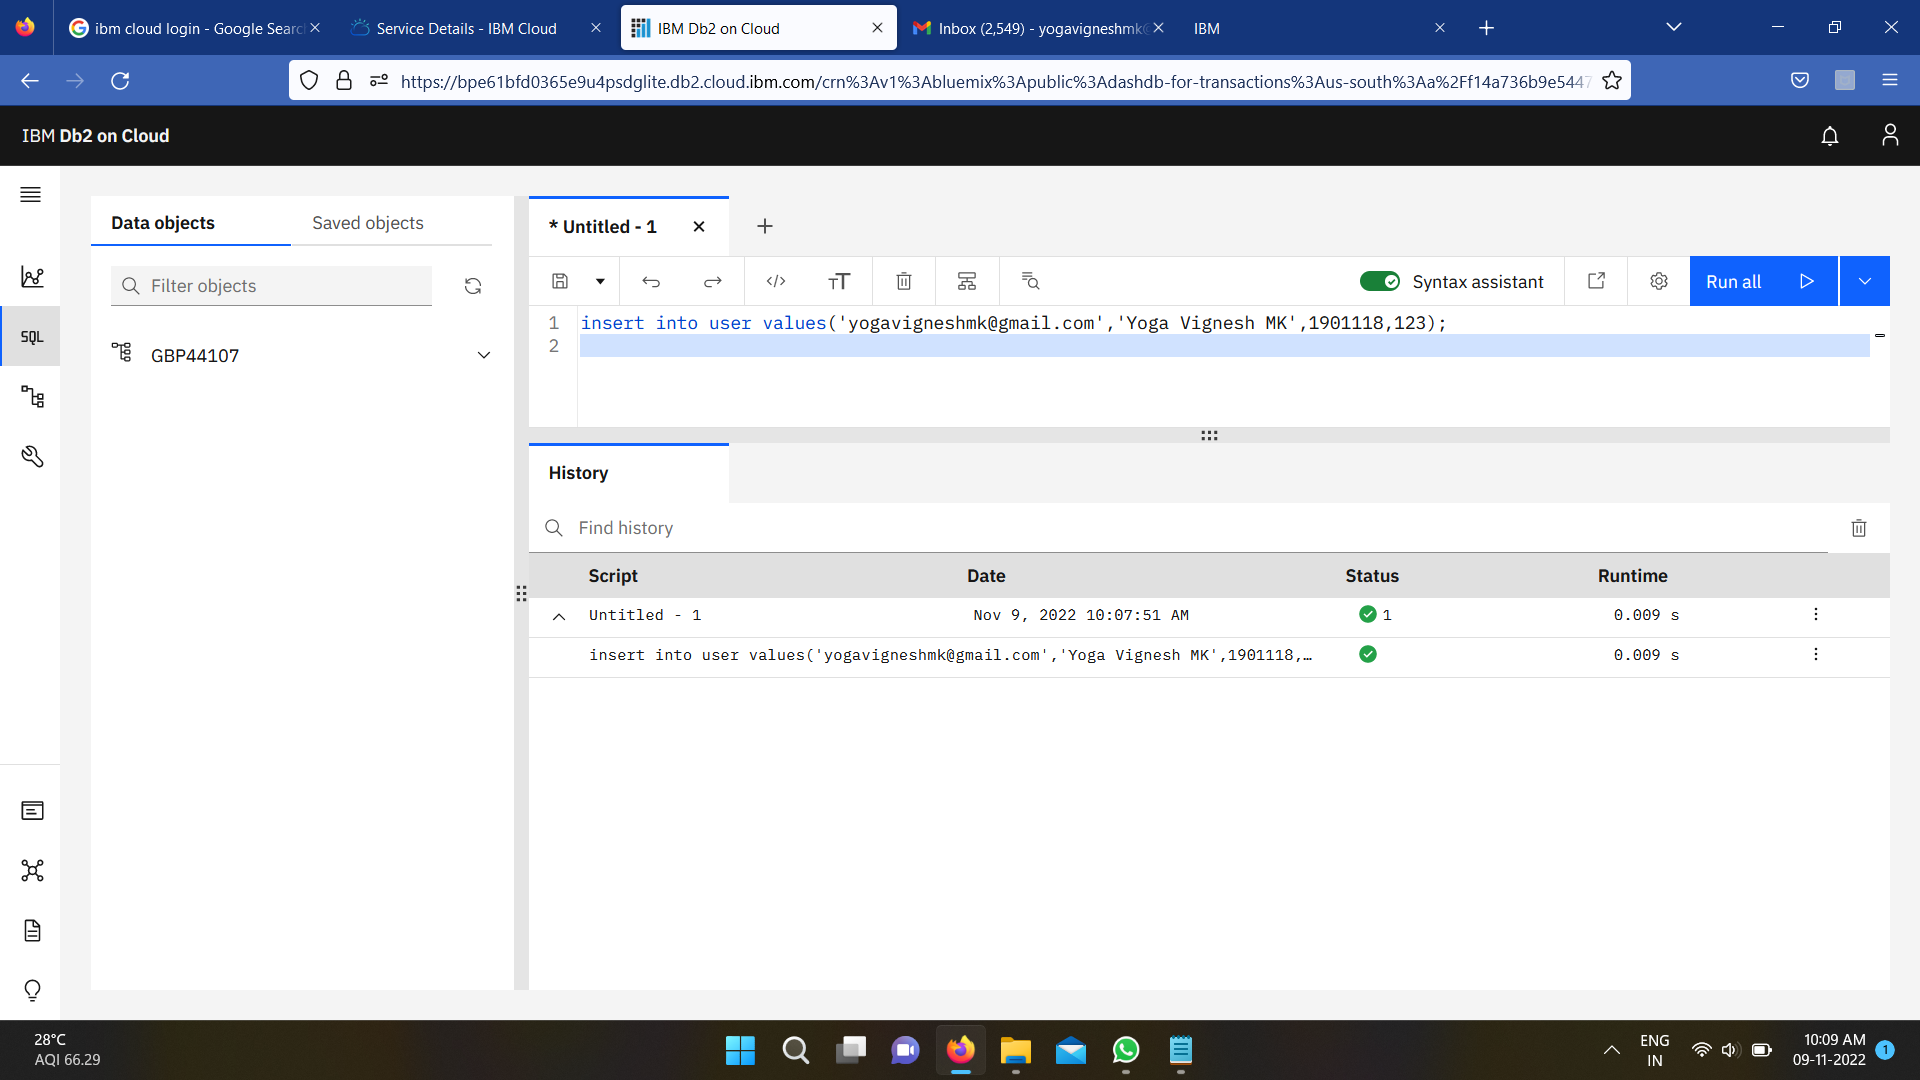 ibm cloud login - Google Searc
Service Details - IBM Cloud
IBM Db2 on Cloud
Inbox (2,549) - yogavigneshmk@
IBM
https://bpe61bfd0365e9u4psdglite.db2.cloud.ibm.com/crn%3Av1%3Abluemix%3Apublic%3Adashdb-for-transactions%3Aus-south%3Aa%2Ff14a736b9e5447
IBM Db2 on Cloud
Data objects
Saved objects
* Untitled - 1
Filter objects
Syntax assistant
Run all
SQL
GBP44107
1 insert into user values('yogavigneshmk@gmail.com','Yoga Vignesh MK',1901118,123);
2
History
Find history
Script Date Status Runtime
Untitled - 1 Nov 9, 2022 10:07:51 AM 1 0.009 s
insert into user values('yogavigneshmk@gmail.com','Yoga Vignesh MK',1901118,… 0.009 s
28°C
AQI 66.29
ENG
IN
10:09 AM
09-11-2022
1